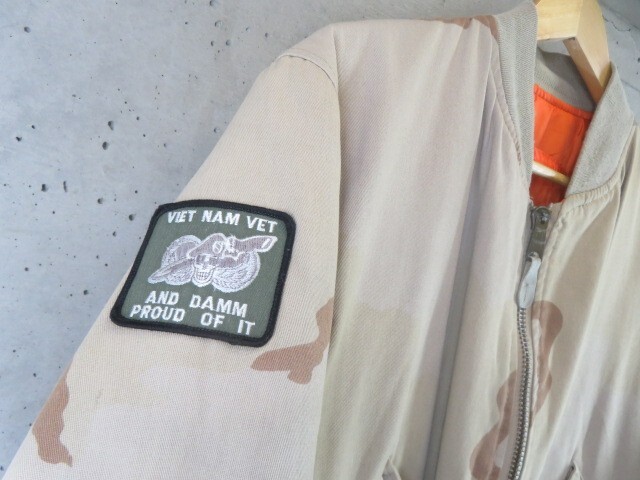 VIET NAM VET
AND DAMM
PROUD OF IT